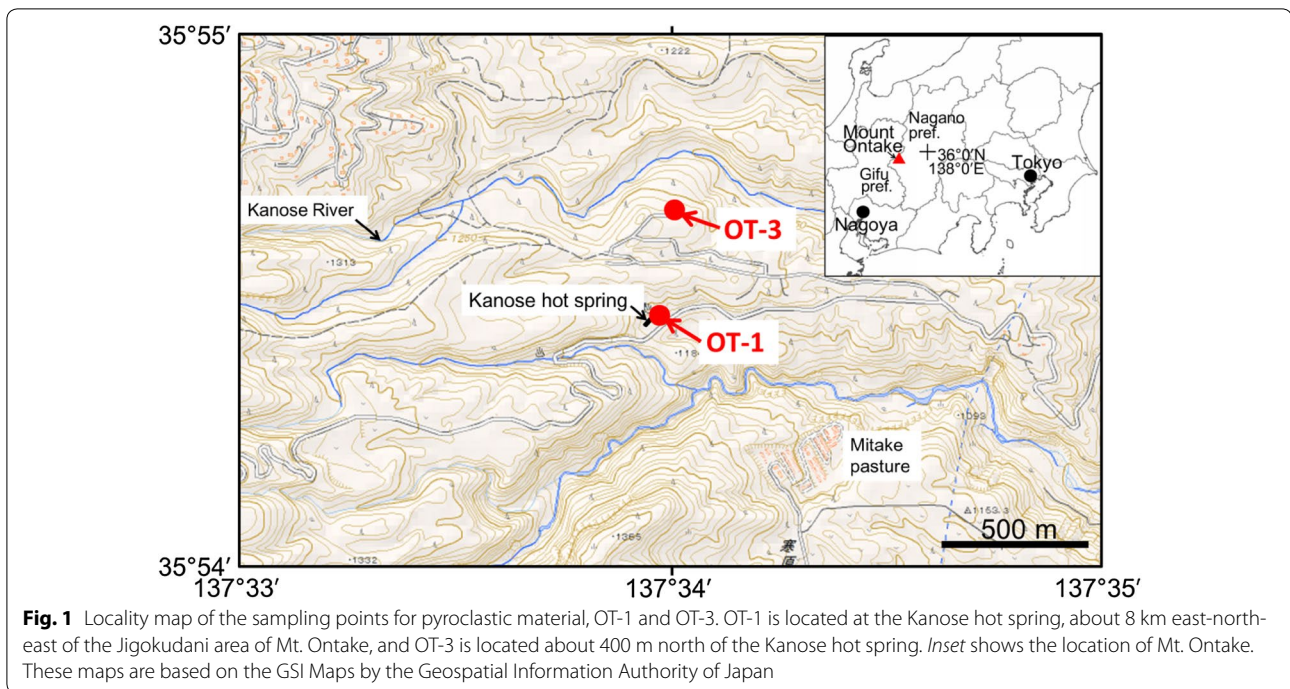 35°55′
1222
Nagano
pref.
Mount
Ontake
36°0′N
138°0′E
Tokyo
Gifu
pref.
Nagoya
Kanose River
OT-3
1250
1313
Kanose hot spring
OT-1
118
1093
Mitake
pasture
1153.3
500 m
1365
寒原
1332
35°54′
137°33′
137°34′
137°35′
Fig. 1 Locality map of the sampling points for pyroclastic material, OT-1 and OT-3. OT-1 is located at the Kanose hot spring, about 8 km east-north-
east of the Jigokudani area of Mt. Ontake, and OT-3 is located about 400 m north of the Kanose hot spring. Inset shows the location of Mt. Ontake.
These maps are based on the GSI Maps by the Geospatial Information Authority of Japan